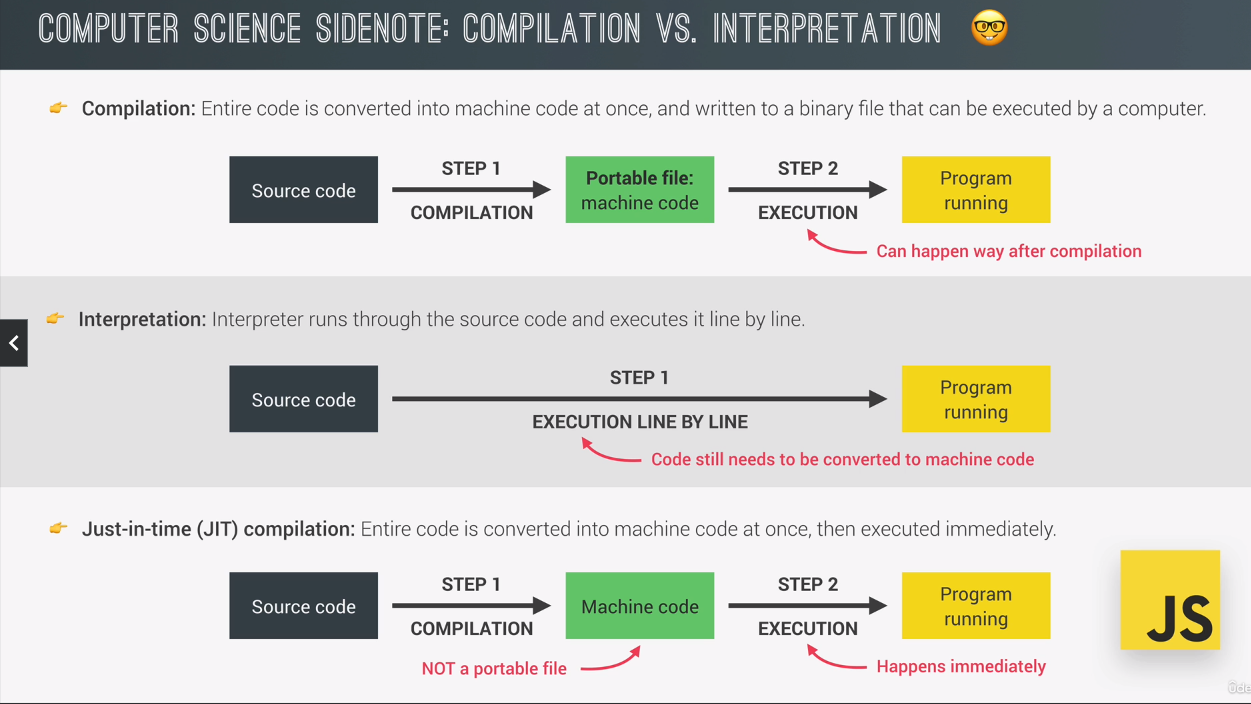 COMPUTER SCIENCE SIDENOTE: COMPILATION VS. INTERPRETATION
Compilation: Entire code is converted into machine code at once, and written to a binary file that can be executed by a computer.
Source code
STEP 1
COMPILATION
Portable file:
machine code
STEP 2
EXECUTION
Program
running
Can happen way after compilation
Interpretation: Interpreter runs through the source code and executes it line by line.
Source code
STEP 1
EXECUTION LINE BY LINE
Program
running
Code still needs to be converted to machine code
Just-in-time (JIT) compilation: Entire code is converted into machine code at once, then executed immediately.
Source code
STEP 1
COMPILATION
Machine code
STEP 2
EXECUTION
Program
running
NOT a portable file
Happens immediately
JS